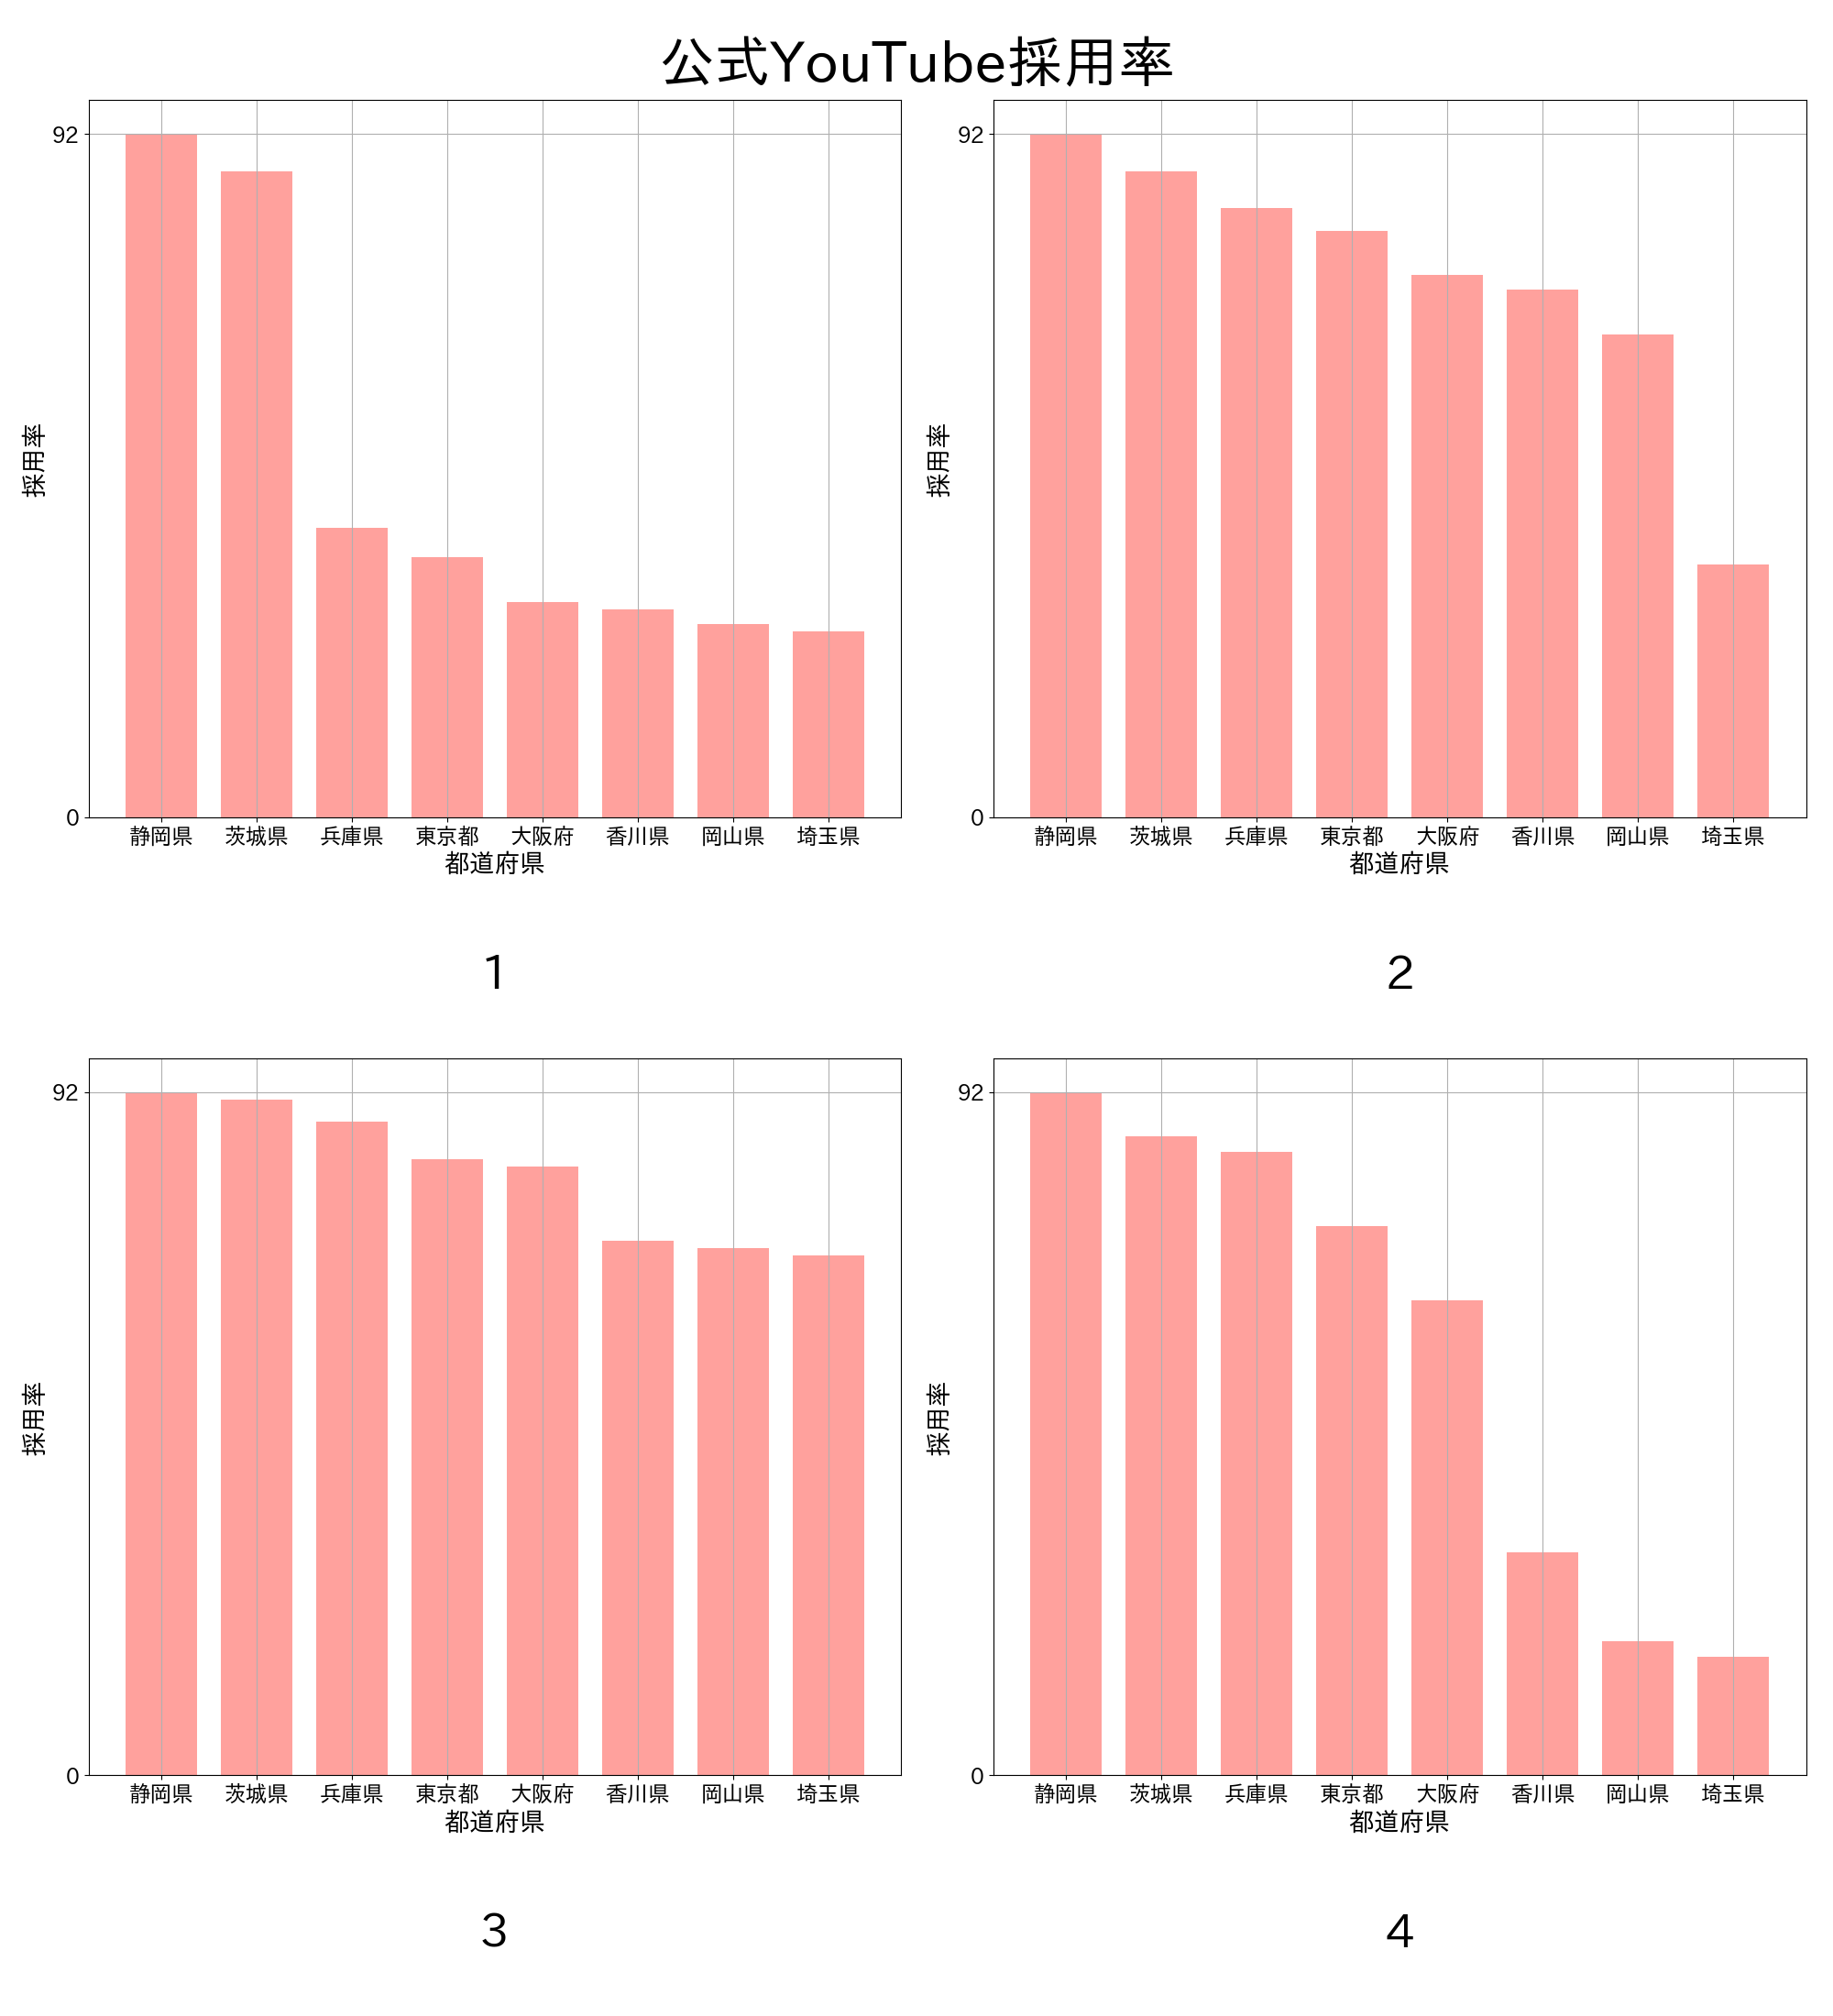 公式YouTube採用率
92
0
採用率
静岡県 茨城県 兵庫県 東京都 大阪府 香川県 岡山県 埼玉県
都道府県
1
92
0
採用率
静岡県 茨城県 兵庫県 東京都 大阪府 香川県 岡山県 埼玉県
都道府県
2
92
0
採用率
静岡県 茨城県 兵庫県 東京都 大阪府 香川県 岡山県 埼玉県
都道府県
3
92
0
採用率
静岡県 茨城県 兵庫県 東京都 大阪府 香川県 岡山県 埼玉県
都道府県
4